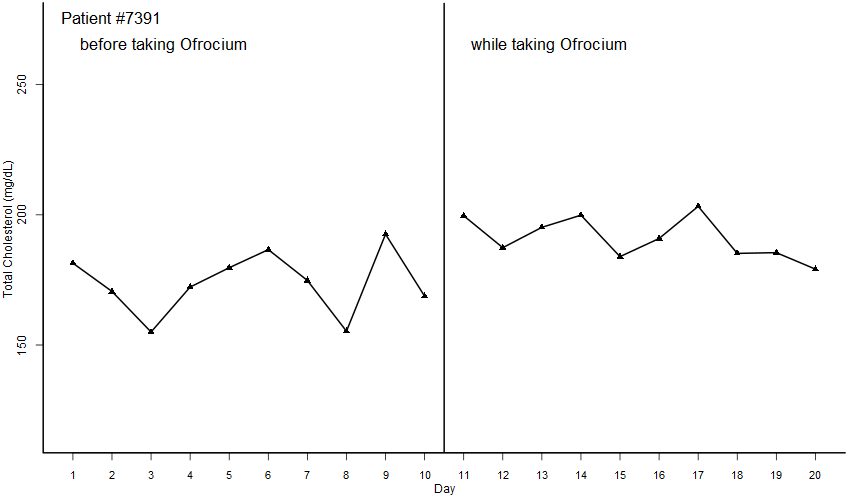 Patient #7391
before taking Ofrocium
while taking Ofrocium
Total Cholesterol (mg/dL)
250
200
150
1 2 3 4 5 6 7 8 9 10 11 12 13 14 15 16 17 18 19 20
Day